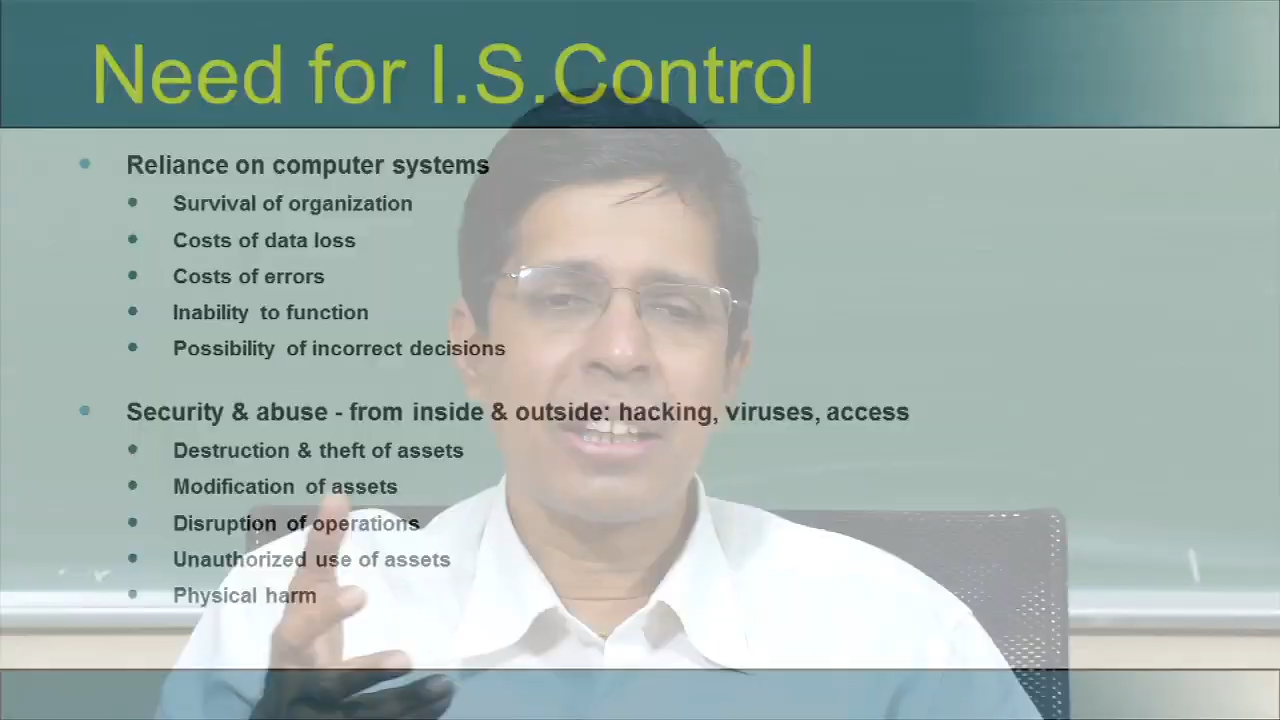 Need for I.S.Control
Reliance on computer systems
Survival of organization
Costs of data loss
Costs of errors
Inability to function
Possibility of incorrect decisions
Security & abuse - from inside & outside: hacking, viruses, access
Destruction & theft of assets
Modification of assets
Disruption of operations
Unauthorized use of assets
Physical harm